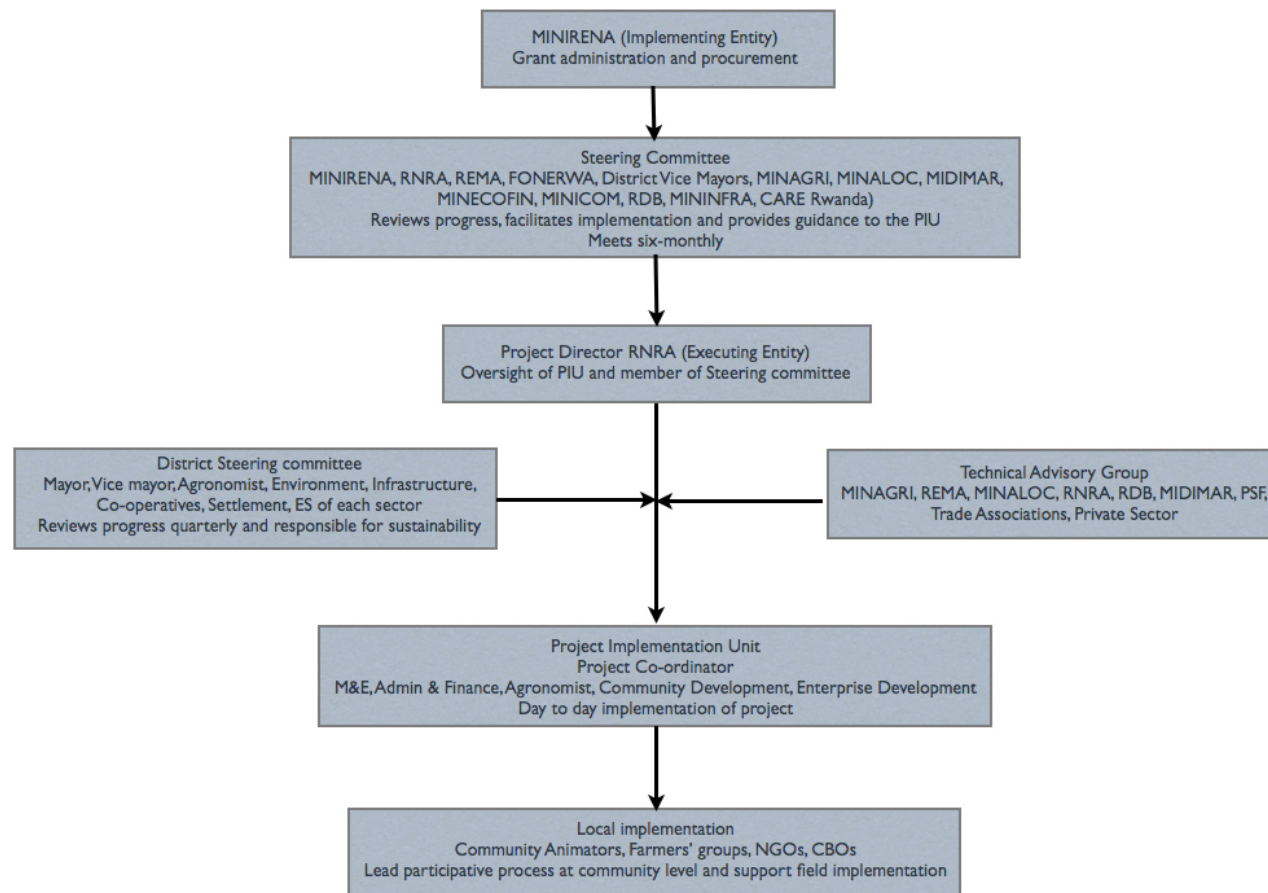 MINIRENA (Implementing Entity)
Grant administration and procurement
Steering Committee
MINIRENA, RNRA, REMA, FONERWA, District Vice Mayors, MINAGRI, MINALOC, MIDIMAR,
MINECOFIN, MINICOM, RDB, MININFRA, CARE Rwanda)
Reviews progress, facilitates implementation and provides guidance to the PIU
Meets six-monthly
Project Director RNRA (Executing Entity)
Oversight of PIU and member of Steering committee
District Steering committee
Mayor, Vice mayor, Agronomist, Environment, Infrastructure,
Co-operatives, Settlement, ES of each sector
Reviews progress quarterly and responsible for sustainability
Technical Advisory Group
MINAGRI, REMA, MINALOC, RNRA, RDB, MIDIMAR, PSF,
Trade Associations, Private Sector
Project Implementation Unit
Project Co-ordinator
M&E, Admin & Finance, Agronomist, Community Development, Enterprise Development
Day to day implementation of project
Local implementation
Community Animators, Farmers' groups, NGOs, CBOs
Lead participative process at community level and support field implementation